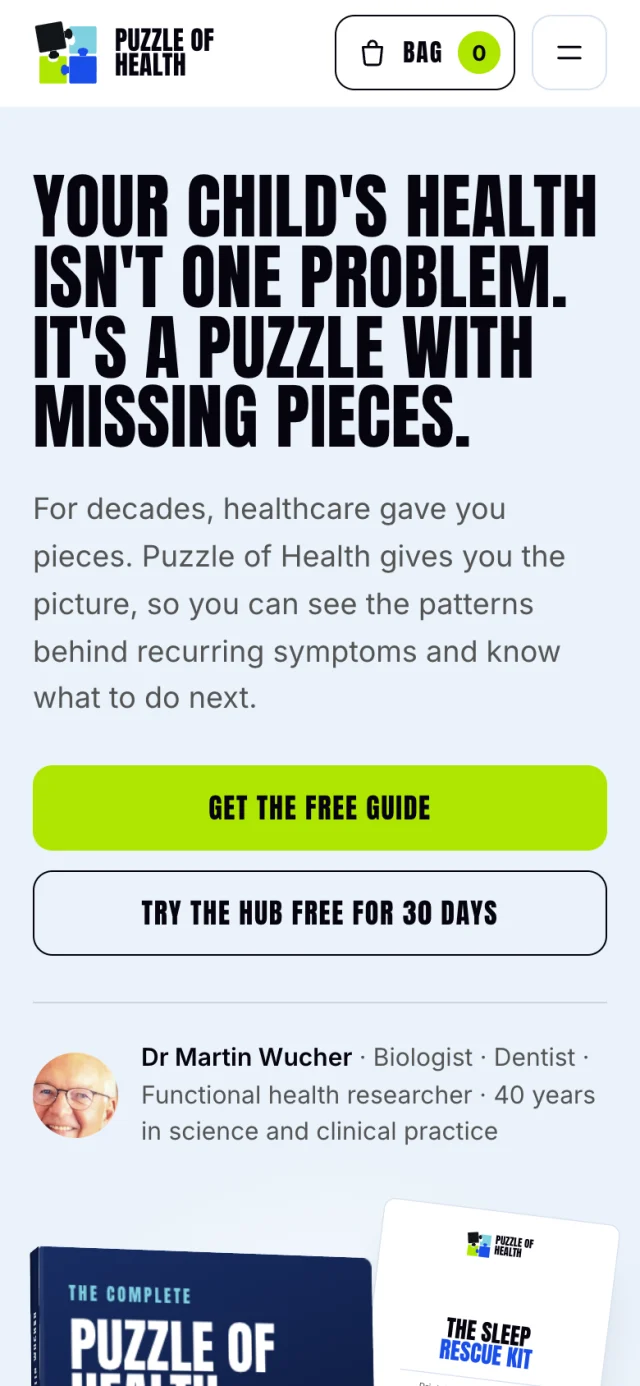 PUZZLE OF
HEALTH
BAG 0
YOUR CHILD'S HEALTH
ISN'T ONE PROBLEM.
IT'S A PUZZLE WITH
MISSING PIECES.
For decades, healthcare gave you
pieces. Puzzle of Health gives you the
picture, so you can see the patterns
behind recurring symptoms and know
what to do next.
GET THE FREE GUIDE
TRY THE HUB FREE FOR 30 DAYS
Dr Martin Wucher · Biologist · Dentist ·
Functional health researcher · 40 years
in science and clinical practice
PUZZLE OF
HEALTH
THE SLEEP
RESCUE KIT
THE COMPLETE
PUZZLE OF
HEALTH